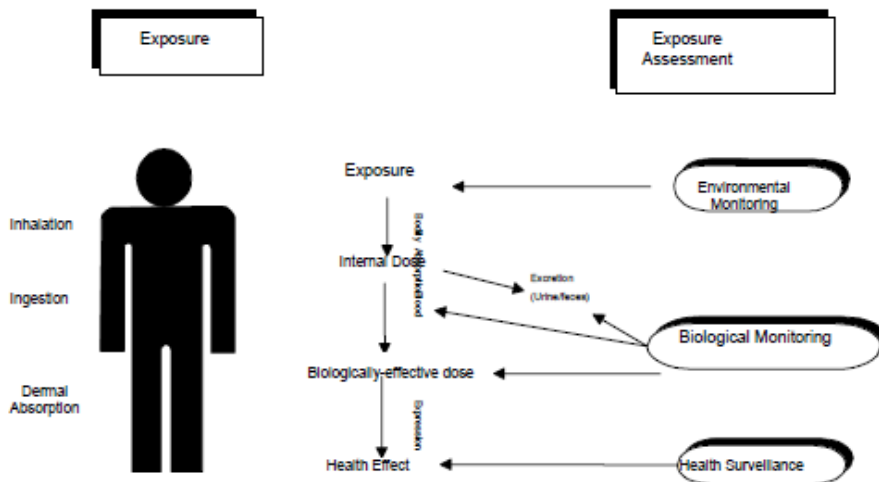 Exposure
Exposure
Assessment
Inhalation
Ingestion
Dermal
Absorption
Exposure
Internal Dose
Excretion
(Urine/feces)
Biologically-effective dose
Expression
Health Effect
Environmental
Monitoring
Biological Monitoring
Health Surveillance